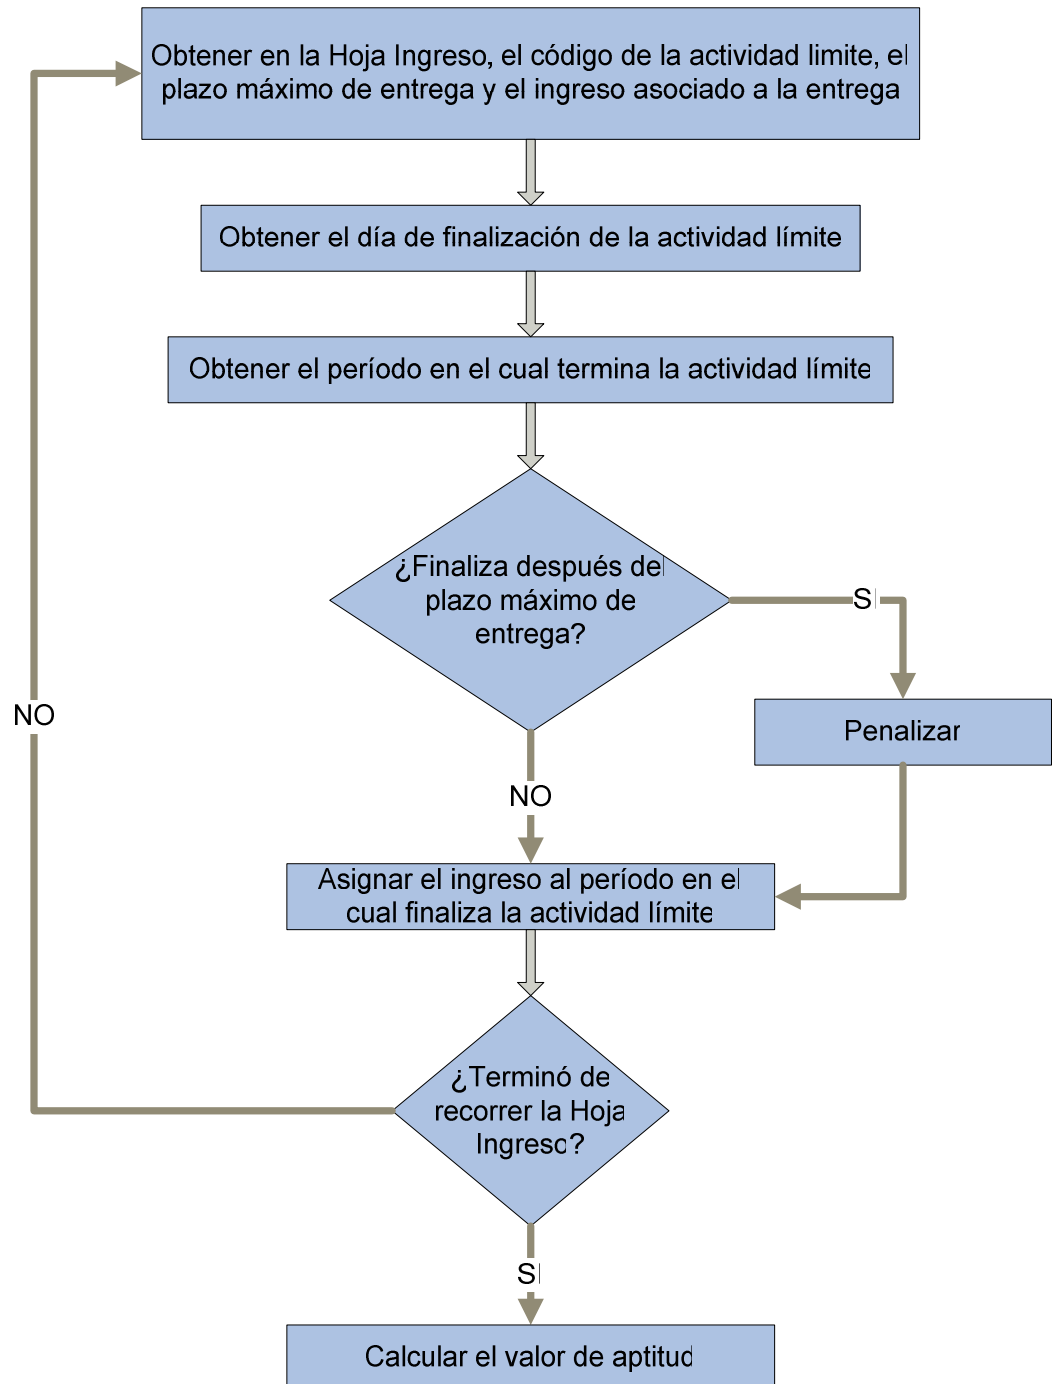 Obtener en la Hoja Ingreso, el código de la actividad limite, el
plazo máximo de entrega y el ingreso asociado a la entrega
Obtener el día de finalización de la actividad límite
Obtener el período en el cual termina la actividad límite
¿Finaliza después del
plazo máximo de
entrega?
SI
Penalizar
NO
NO
Asignar el ingreso al período en el
cual finaliza la actividad límite
¿Terminó de
recorrer la Hoja
Ingreso?
SI
Calcular el valor de aptitud